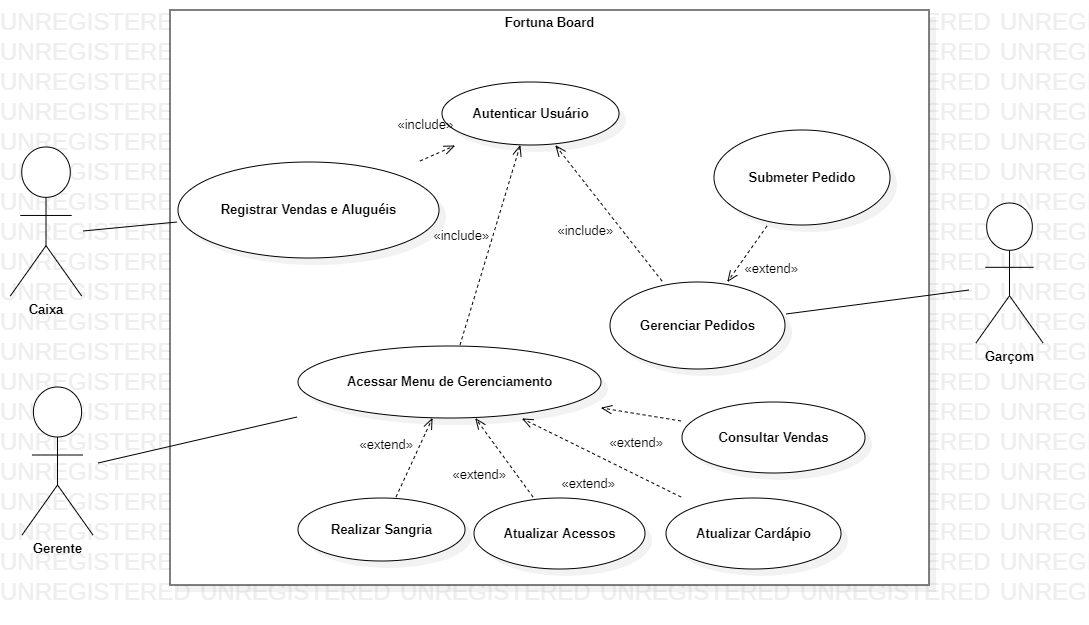 Fortuna Board
Autenticar Usuário
«include»
Submeter Pedido
Registrar Vendas e Aluguéis
«include»
«include»
«extend»
Caixa
Gerenciar Pedidos
Garçom
Acessar Menu de Gerenciamento
Consultar Vendas
«extend»
«extend»
«extend»
«extend»
Realizar Sangria
Atualizar Acessos
Atualizar Cardápio
Gerente
UNREGISTERED UNREGISTERED UNREGISTERED UNREGISTERED UNREGISTERED UNREG